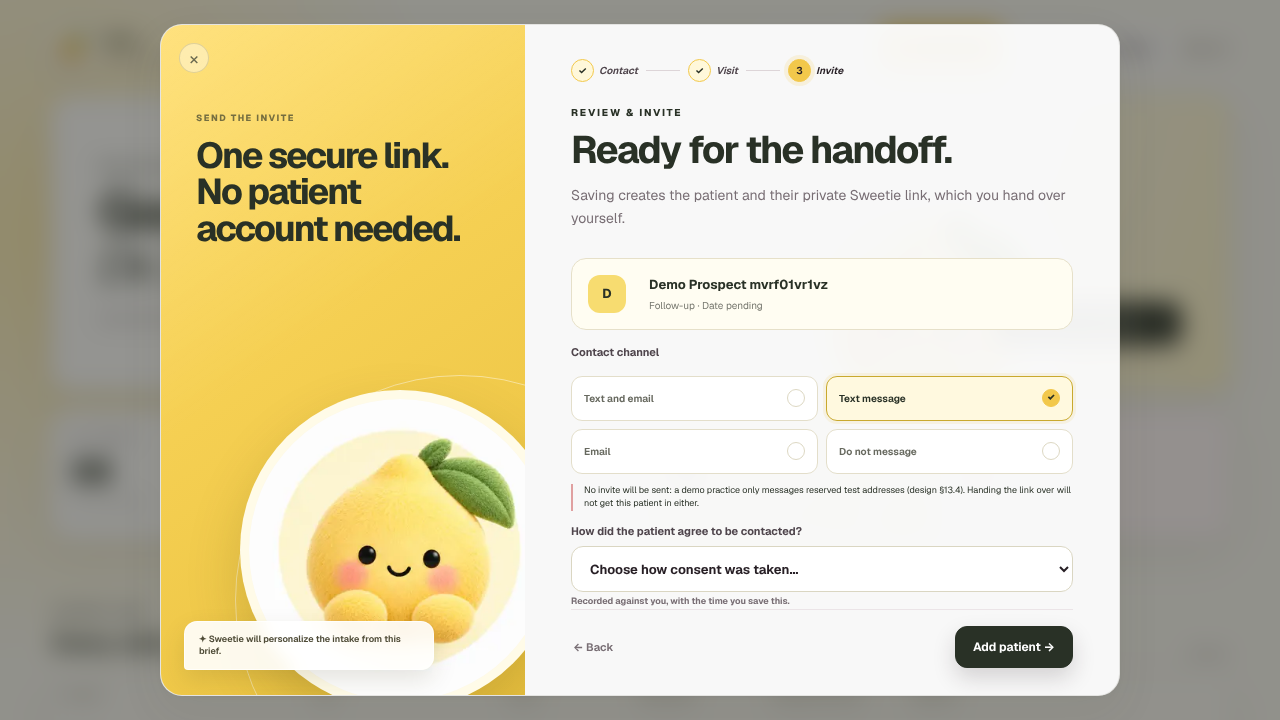 ×
SEND THE INVITE
One secure link.
No patient
account needed.
✦ Sweetie will personalize the intake from this
brief.
✓ Contact ✓ Visit 3 Invite
REVIEW & INVITE
Ready for the handoff.
Saving creates the patient and their private Sweetie link, which you hand over
yourself.
D
Demo Prospect mvrf01vr1vz
Follow-up · Date pending
Contact channel
Text and email
Text message
Email
Do not message
No invite will be sent: a demo practice only messages reserved test addresses (design §13.4). Handing the link over will
not get this patient in either.
How did the patient agree to be contacted?
Choose how consent was taken...
Recorded against you, with the time you save this.
← Back
Add patient →